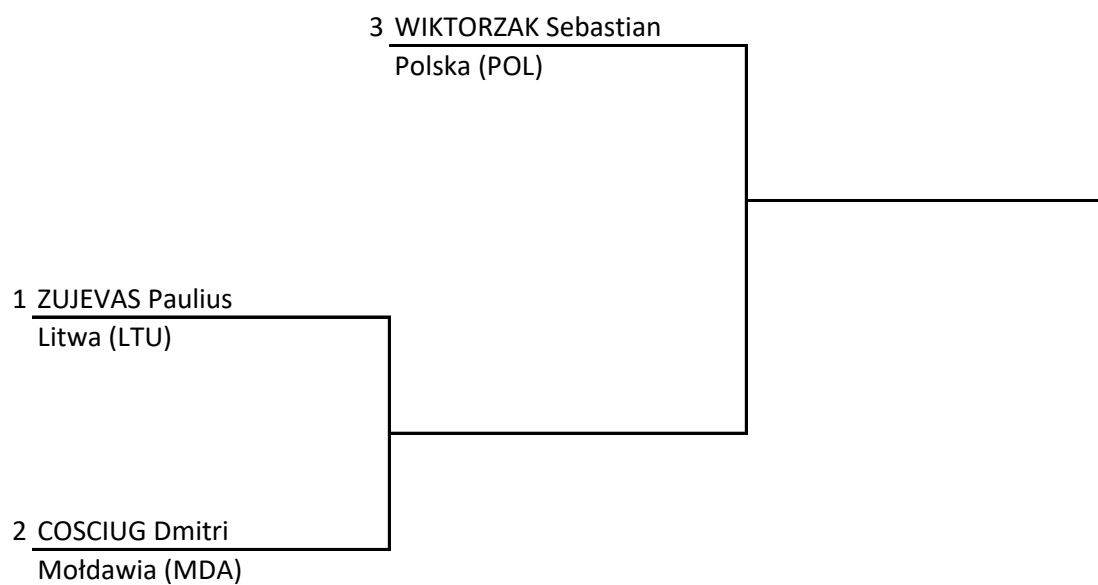 3 WIKTORZAK Sebastian
Polska (POL)
1 ZUJEVAS Paulius
Litwa (LTU)
2 COSCIUG Dmitri
Mołdawia (MDA)